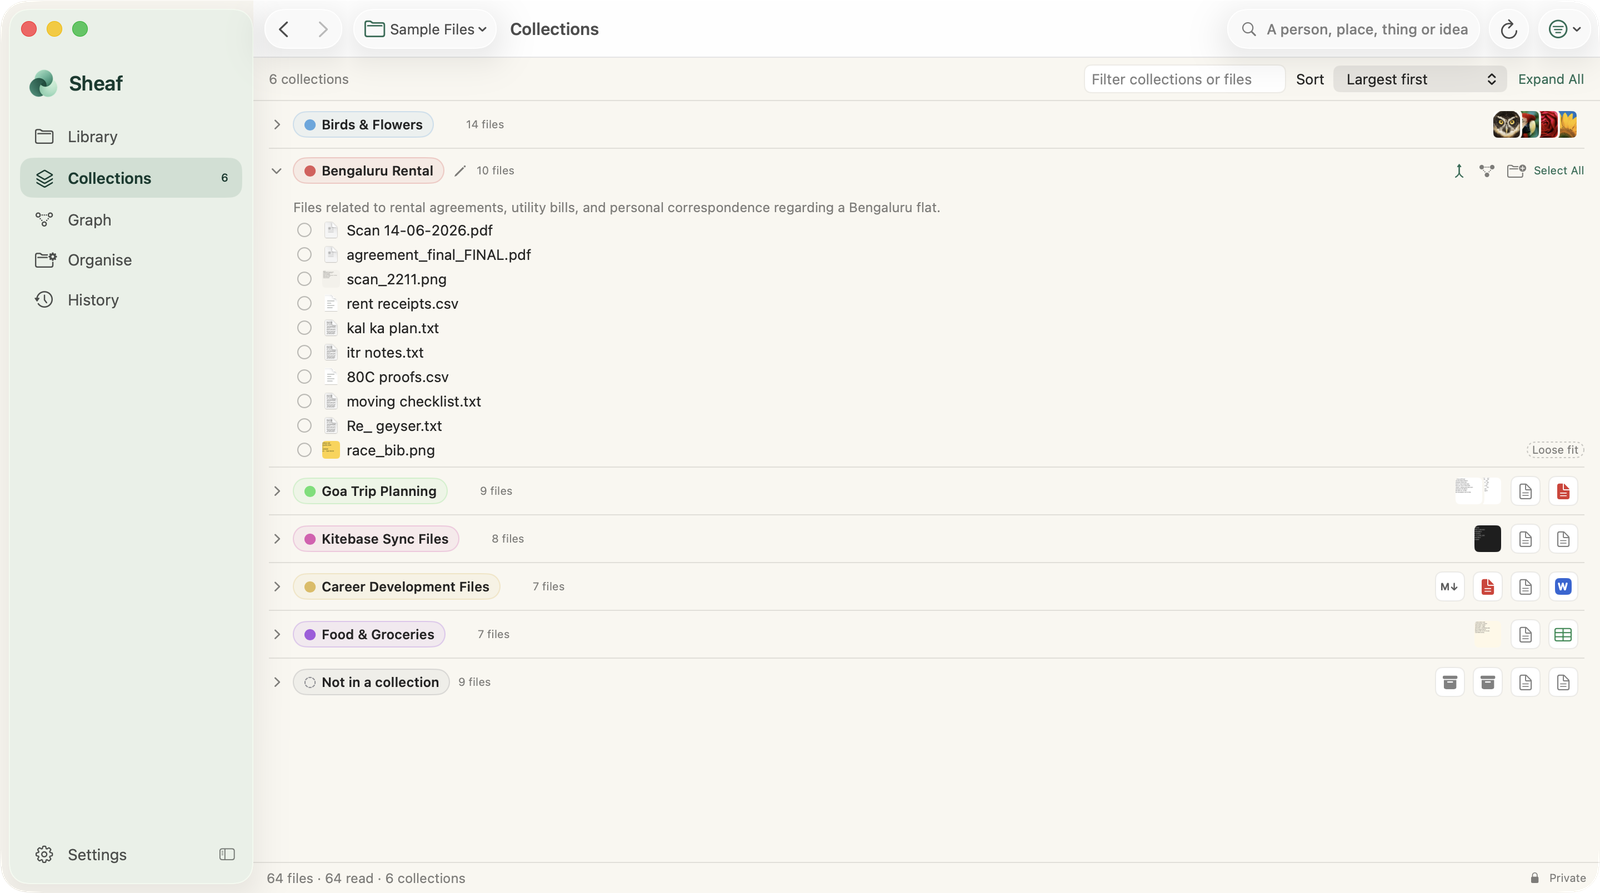 Sample Files
Collections
A person, place, thing or idea
Sheaf
Library
Collections 6
Graph
Organise
History
Settings
6 collections
Filter collections or files
Sort
Largest first
Expand All
Birds & Flowers
14 files
Bengaluru Rental
10 files
Select All
Files related to rental agreements, utility bills, and personal correspondence regarding a Bengaluru flat.
Scan 14-06-2026.pdf
agreement_final_FINAL.pdf
scan_2211.png
rent receipts.csv
kal ka plan.txt
itr notes.txt
80C proofs.csv
moving checklist.txt
Re_ geyser.txt
race_bib.png
Loose fit
Goa Trip Planning
9 files
Kitebase Sync Files
8 files
Career Development Files
7 files
M↓
W
Food & Groceries
7 files
Not in a collection
9 files
64 files · 64 read · 6 collections
Private